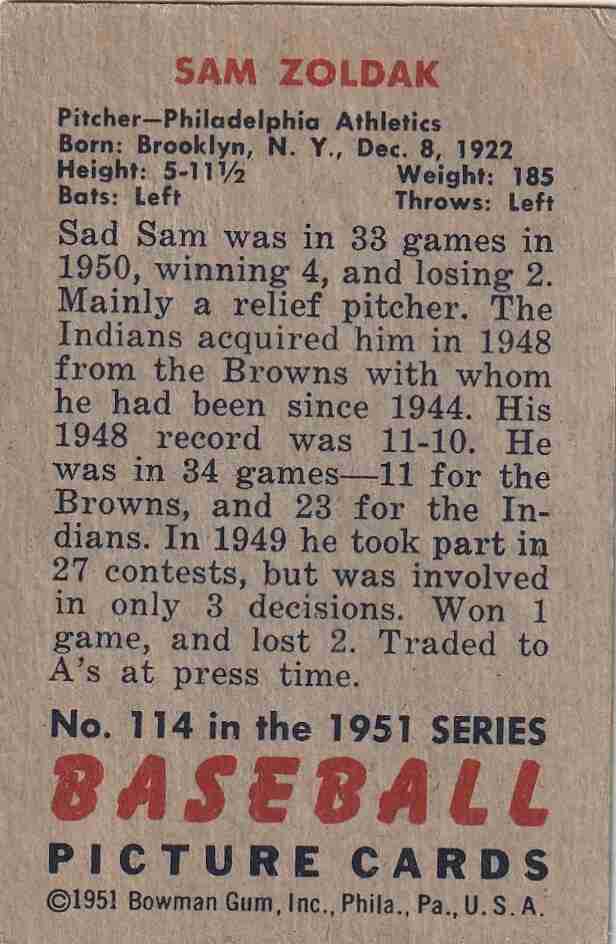 SAM ZOLDAK
Pitcher—Philadelphia Athletics
Born: Brooklyn, N. Y., Dec. 8, 1922
Height: 5-11½ Weight: 185
Bats: Left Throws: Left
Sad Sam was in 33 games in
1950, winning 4, and losing 2.
Mainly a relief pitcher. The
Indians acquired him in 1948
from the Browns with whom
he had been since 1944. His
1948 record was 11-10. He
was in 34 games—11 for the
Browns, and 23 for the In-
dians. In 1949 he took part in
27 contests, but was involved
in only 3 decisions. Won 1
game, and lost 2. Traded to
A's at press time.
No. 114 in the 1951 SERIES
BASEBALL
PICTURE CARDS
©1951 Bowman Gum, Inc., Phila., Pa., U. S. A.